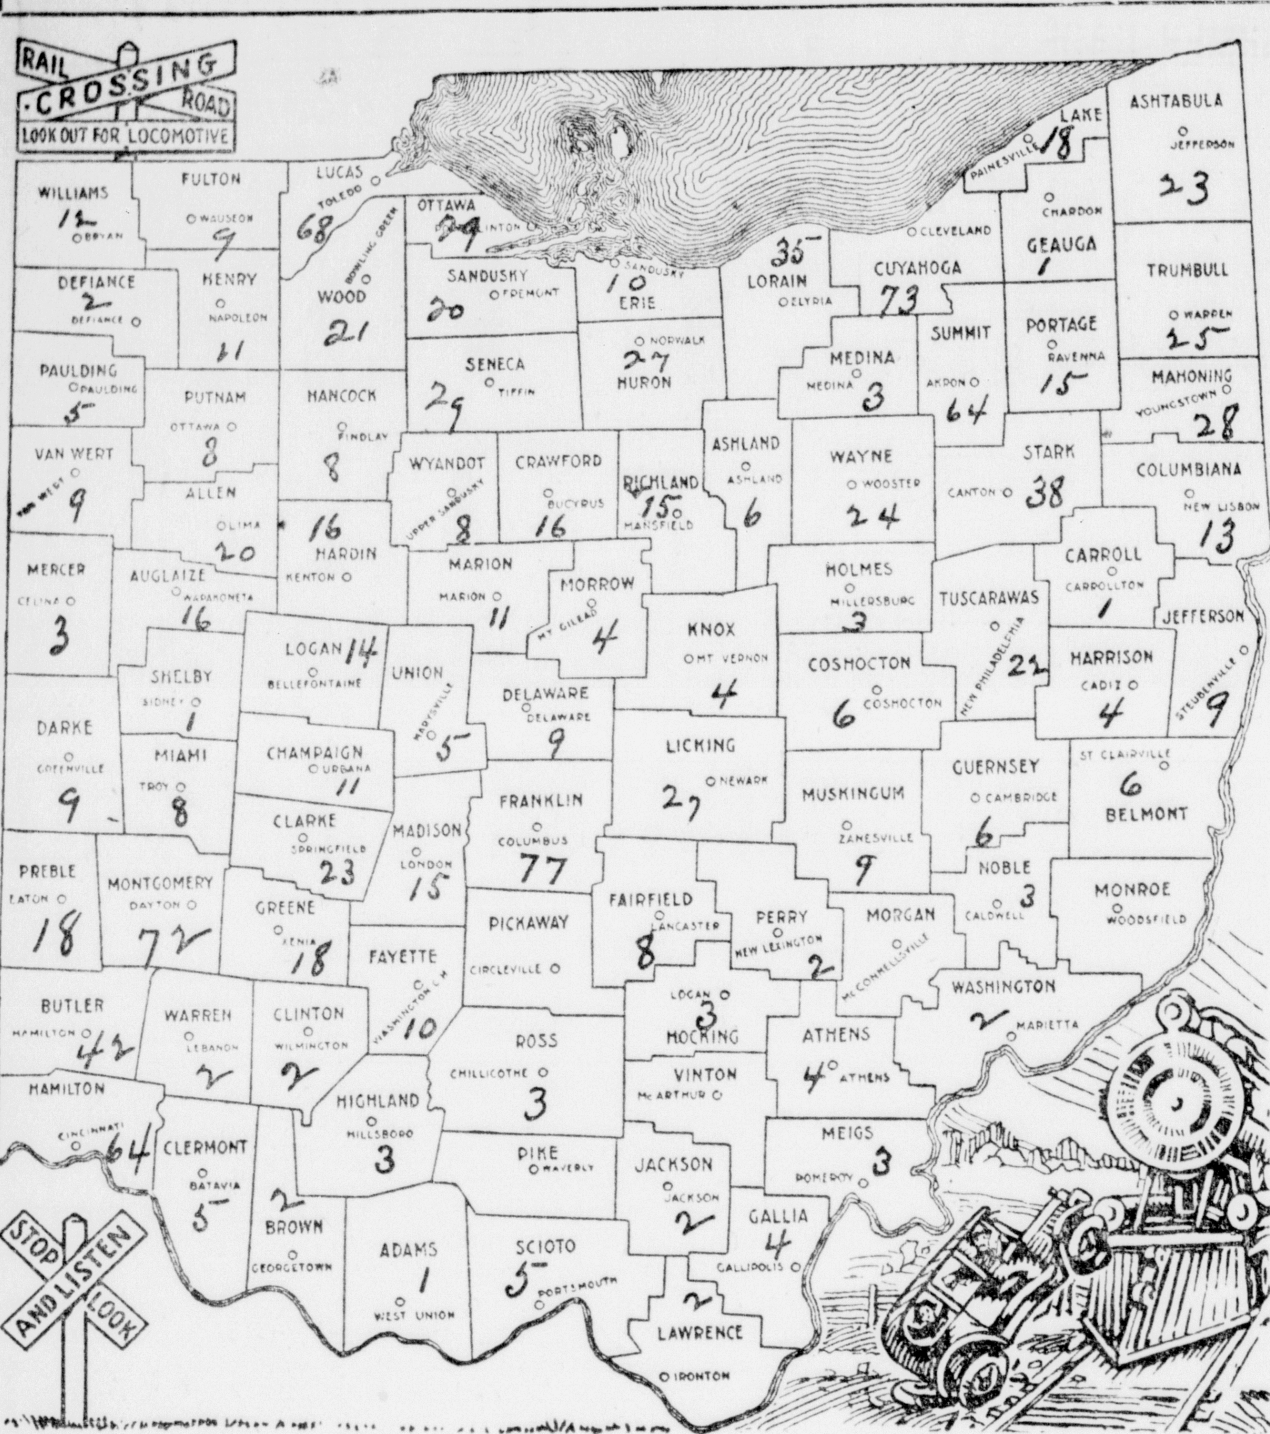 RAIL
CROSSING
ROAD
LOOK OUT FOR LOCOMOTIVE
WILLIAMS
12
BRYAN
FULTON
WAUSEON
9
LUCAS
TOLEDO
68
OTTAWA
CLINTON
LAKE
18
PAINESVILLE
ASHTABULA
JEFFERSON
23
DEFIANCE
2
DEFIANCE
HENRY
NAPOLEON
11
BOWLING GREEN
WOOD
21
SANDUSKY
FREMONT
20
SANDUSKY
10
ERIE
35
LORAIN
ELYRIA
CLEVELAND
CUYAHOGA
73
CHARDON
GEAUGA
1
TRUMBULL
WARREN
25
PAULDING
PAULDING
5
PUTNAM
OTTAWA
8
HANCOCK
FINDLAY
8
SENECA
TIFFIN
29
NORWALK
27
HURON
MEDINA
MEDINA
3
SUMMIT
AKRON
64
PORTAGE
RAVENNA
15
MAHONING
YOUNGSTOWN
28
VAN WERT
VAN WERT
9
ALLEN
LIMA
20
16
HARDIN
KENTON
WYANDOT
UPPER SANDUSKY
8
CRAWFORD
BUCYRUS
16
RICHLAND
15
MANSFIELD
ASHLAND
ASHLAND
6
WAYNE
WOOSTER
24
STARK
CANTON
38
COLUMBIANA
NEW LISBON
13
MERCER
CELINA
3
AUGLAIZE
WAPAKONETA
16
MARION
MARION
11
MORROW
MT GILEAD
4
KNOX
MT VERNON
4
HOLMES
MILLERSBURG
3
TUSCARAWAS
NEW PHILADELPHIA
22
CARROLL
CARROLLTON
1
JEFFERSON
STEUBENVILLE
9
SHELBY
SIDNEY
1
LOGAN 14
BELLEFONTAINE
UNION
MARYSVILLE
5
DELAWARE
DELAWARE
9
COSHOCTON
COSHOCTON
6
HARRISON
CADIZ
4
DARKE
GREENVILLE
9
MIAMI
TROY
8
CHAMPAIGN
URBANA
11
LICKING
NEWARK
27
MUSKINGUM
ZANESVILLE
9
GUERNSEY
CAMBRIDGE
6
ST CLAIRVILLE
6
BELMONT
CLARKE
SPRINGFIELD
23
MADISON
LONDON
15
FRANKLIN
COLUMBUS
77
PREBLE
EATON
18
MONTGOMERY
DAYTON
72
GREENE
XENIA
18
FAYETTE
WASHINGTON C H
10
PICKAWAY
CIRCLEVILLE
FAIRFIELD
LANCASTER
8
PERRY
NEW LEXINGTON
2
MORGAN
McCONNELLSVILLE
NOBLE
3
CALDWELL
MONROE
WOODSFIELD
BUTLER
HAMILTON
42
WARREN
LEBANON
2
CLINTON
WILMINGTON
2
ROSS
CHILLICOTHE
3
LOGAN
3
HOCKING
ATHENS
4 ATHENS
WASHINGTON
2
MARIETTA
HAMILTON
CINCINNATI
64
CLERMONT
BATAVIA
5
HIGHLAND
HILLSBORO
3
PIKE
WAVERLY
VINTON
McARTHUR
MEIGS
3
POMEROY
JACKSON
JACKSON
2
GALLIA
4
GALLIPOLIS
2
BROWN
GEORGETOWN
ADAMS
1
WEST UNION
SCIOTO
5
PORTSMOUTH
2
LAWRENCE
IRONTON
STOP
AND LISTEN
LOOK